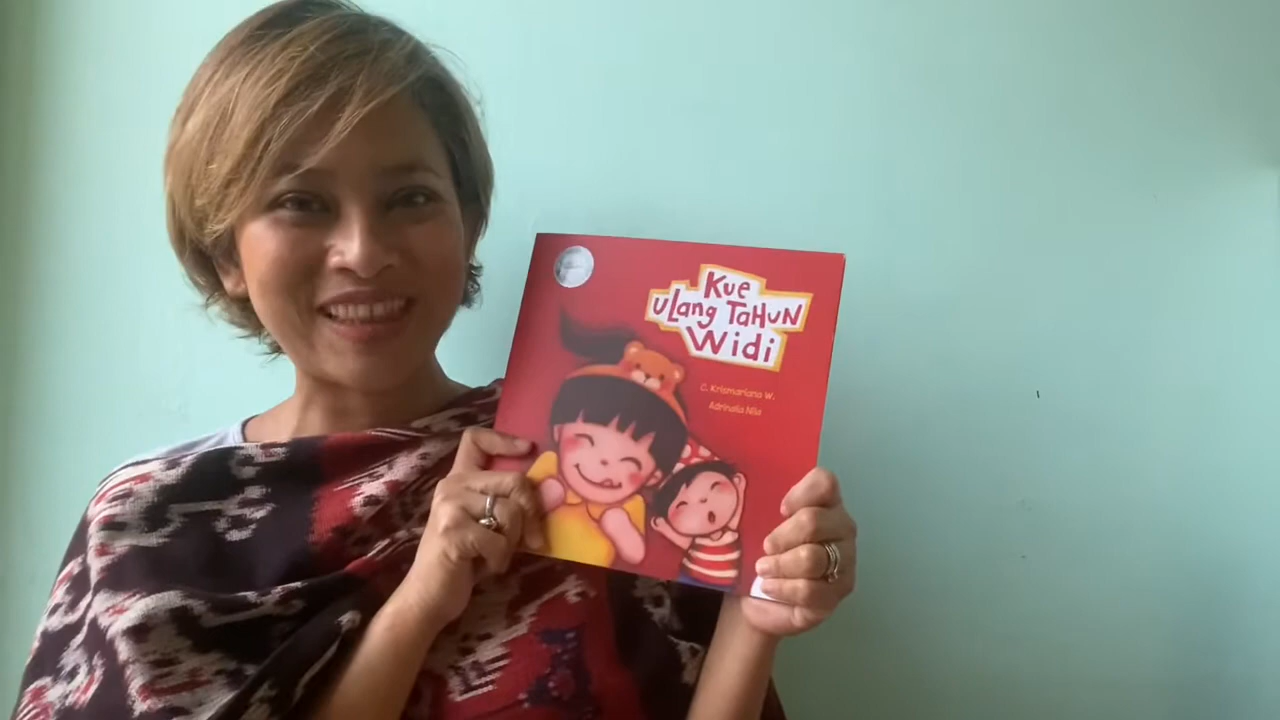 Kue
ULang TaHuN
Widi
C. Krismariana W.
Adrinalia Nila